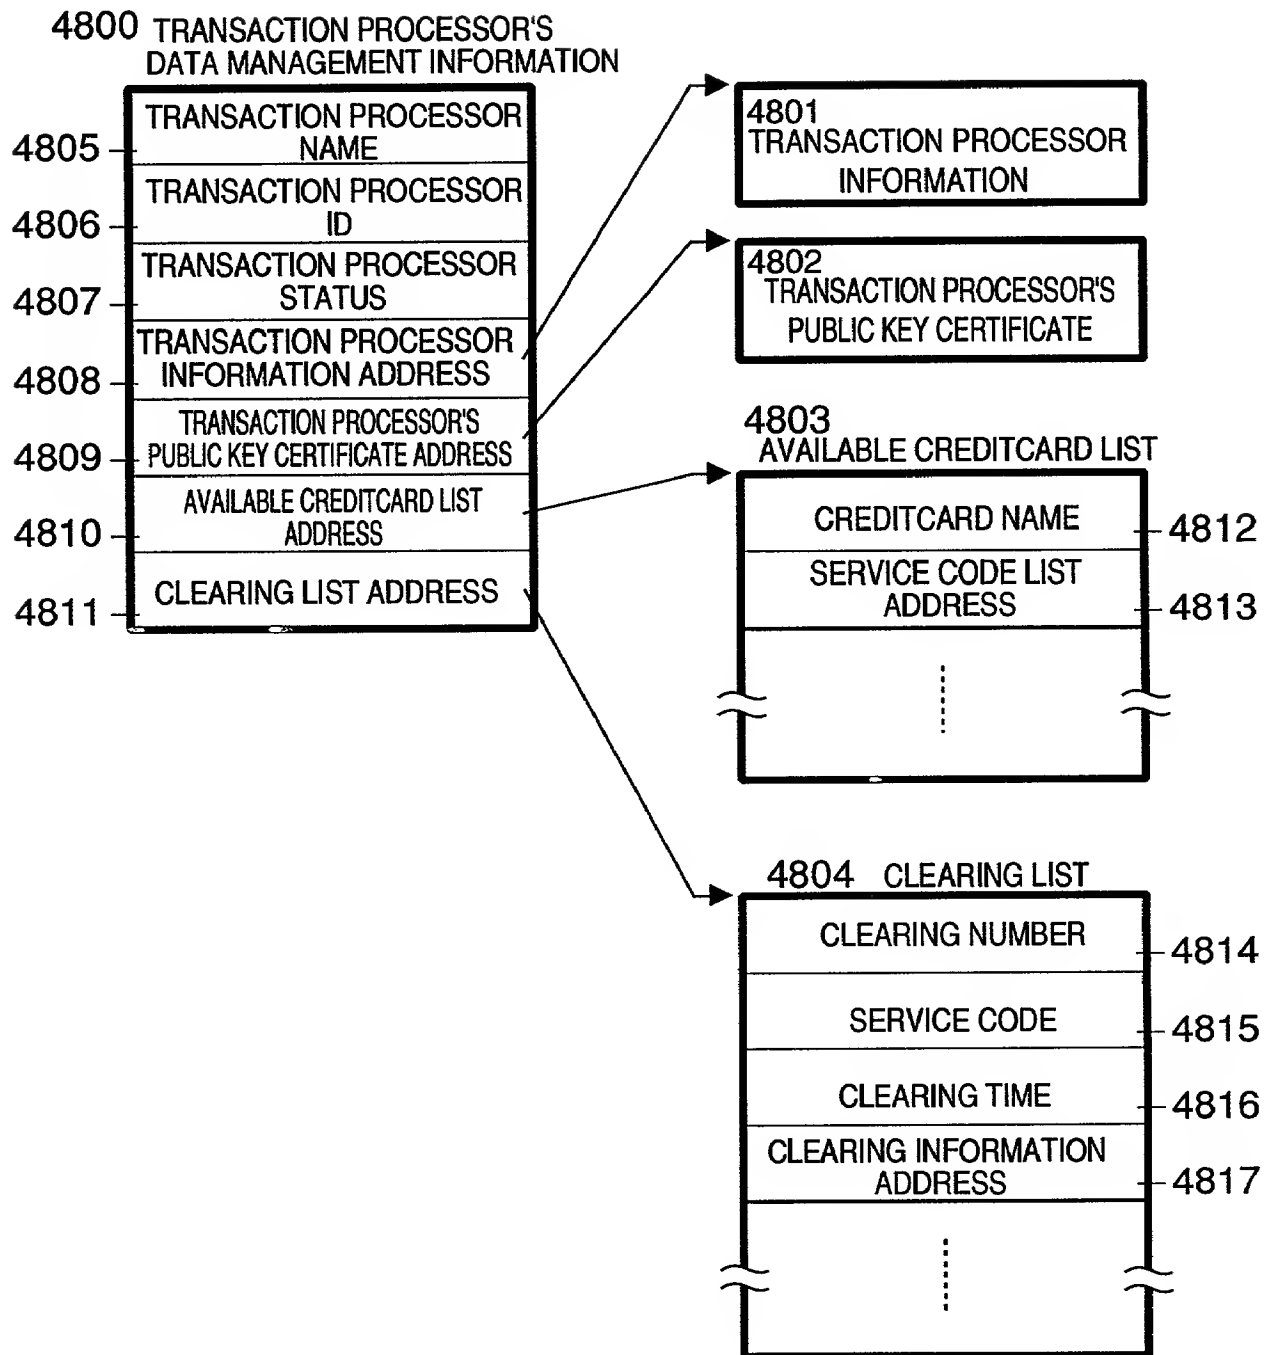 4800 TRANSACTION PROCESSOR'S
DATA MANAGEMENT INFORMATION
TRANSACTION PROCESSOR
NAME
4805
TRANSACTION PROCESSOR
ID
4806
TRANSACTION PROCESSOR
STATUS
4807
TRANSACTION PROCESSOR
INFORMATION ADDRESS
4808
TRANSACTION PROCESSOR'S
PUBLIC KEY CERTIFICATE ADDRESS
4809
AVAILABLE CREDITCARD LIST
ADDRESS
4810
CLEARING LIST ADDRESS
4811
4801
TRANSACTION PROCESSOR
INFORMATION
4802
TRANSACTION PROCESSOR'S
PUBLIC KEY CERTIFICATE
4803
AVAILABLE CREDITCARD LIST
CREDITCARD NAME
4812
SERVICE CODE LIST
ADDRESS
4813
4804 CLEARING LIST
CLEARING NUMBER
4814
SERVICE CODE
4815
CLEARING TIME
4816
CLEARING INFORMATION
ADDRESS
4817